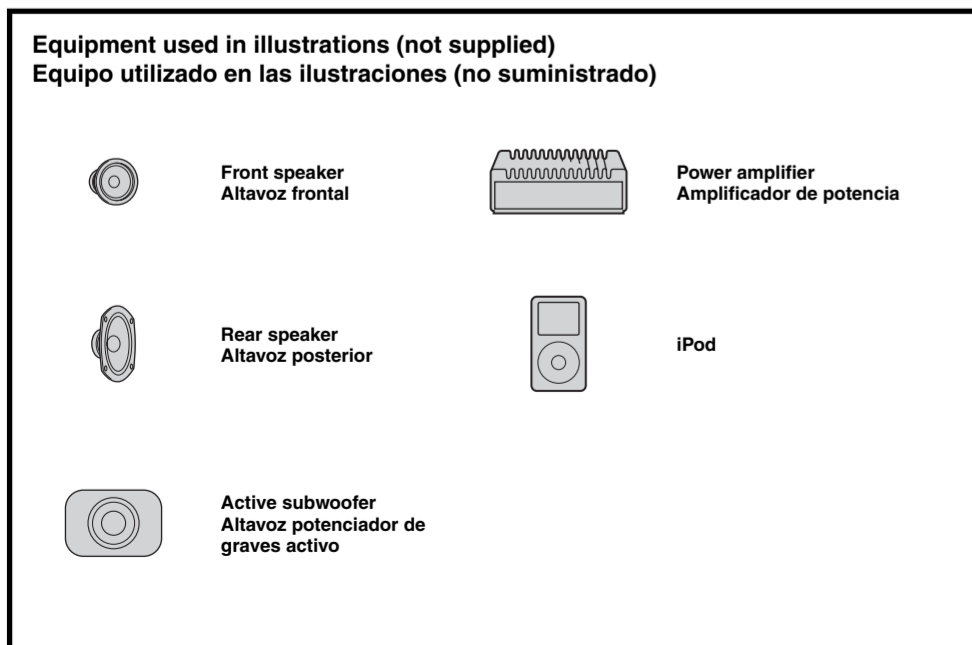 Equipment used in illustrations (not supplied)
Equipo utilizado en las ilustraciones (no suministrado)
Front speaker
Altavoz frontal
Power amplifier
Amplificador de potencia
Rear speaker
Altavoz posterior
iPod
Active subwoofer
Altavoz potenciador de
graves activo